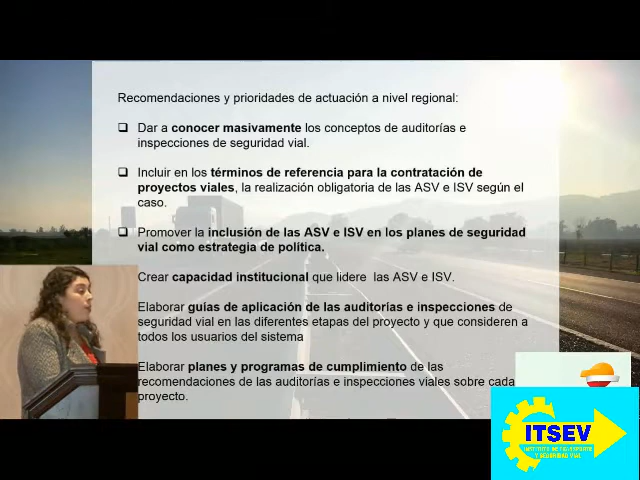 Recomendaciones y prioridades de actuación a nivel regional:
Dar a conocer masivamente los conceptos de auditorías e
inspecciones de seguridad vial.
Incluir en los términos de referencia para la contratación de
proyectos viales, la realización obligatoria de las ASV e ISV según el
caso.
Promover la inclusión de las ASV e ISV en los planes de seguridad
vial como estrategia de política.
Crear capacidad institucional que lidere las ASV e ISV.
Elaborar guías de aplicación de las auditorías e inspecciones de
seguridad vial en las diferentes etapas del proyecto y que consideren a
todos los usuarios del sistema
Elaborar planes y programas de cumplimiento de las
recomendaciones de las auditorías e inspecciones viales sobre cada
proyecto.
ITSEV
INSTITUTO DE TRANSPORTE
Y SEGURIDAD VIAL